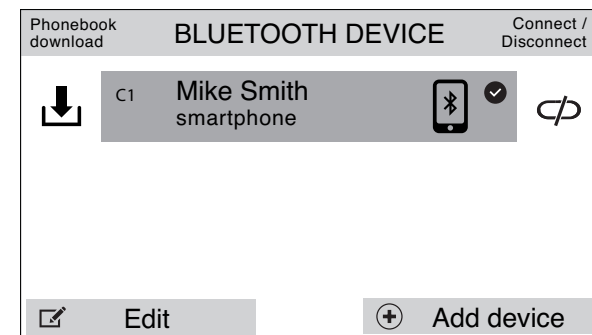 Phonebook
download
BLUETOOTH DEVICE
Connect /
Disconnect
C1
Mike Smith
smartphone
Edit
Add device